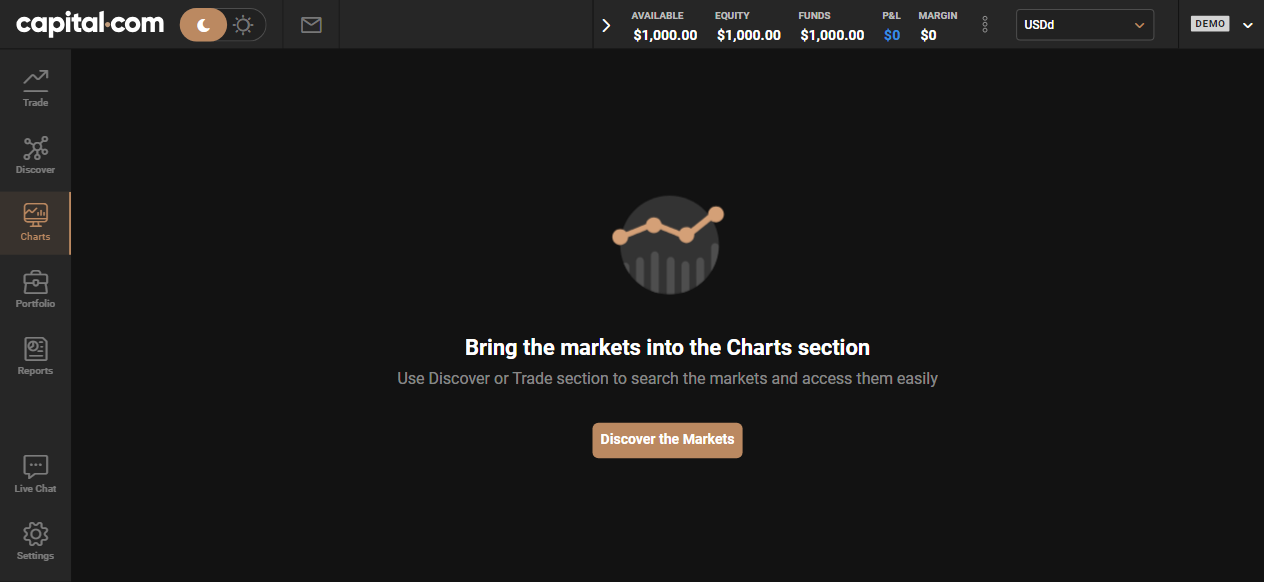 capital.com
AVAILABLE EQUITY FUNDS P&L MARGIN
$1,000.00 $1,000.00 $1,000.00 $0 $0
USDd
DEMO
Trade
Discover
Charts
Portfolio
Reports
Live Chat
Settings
Bring the markets into the Charts section
Use Discover or Trade section to search the markets and access them easily
Discover the Markets